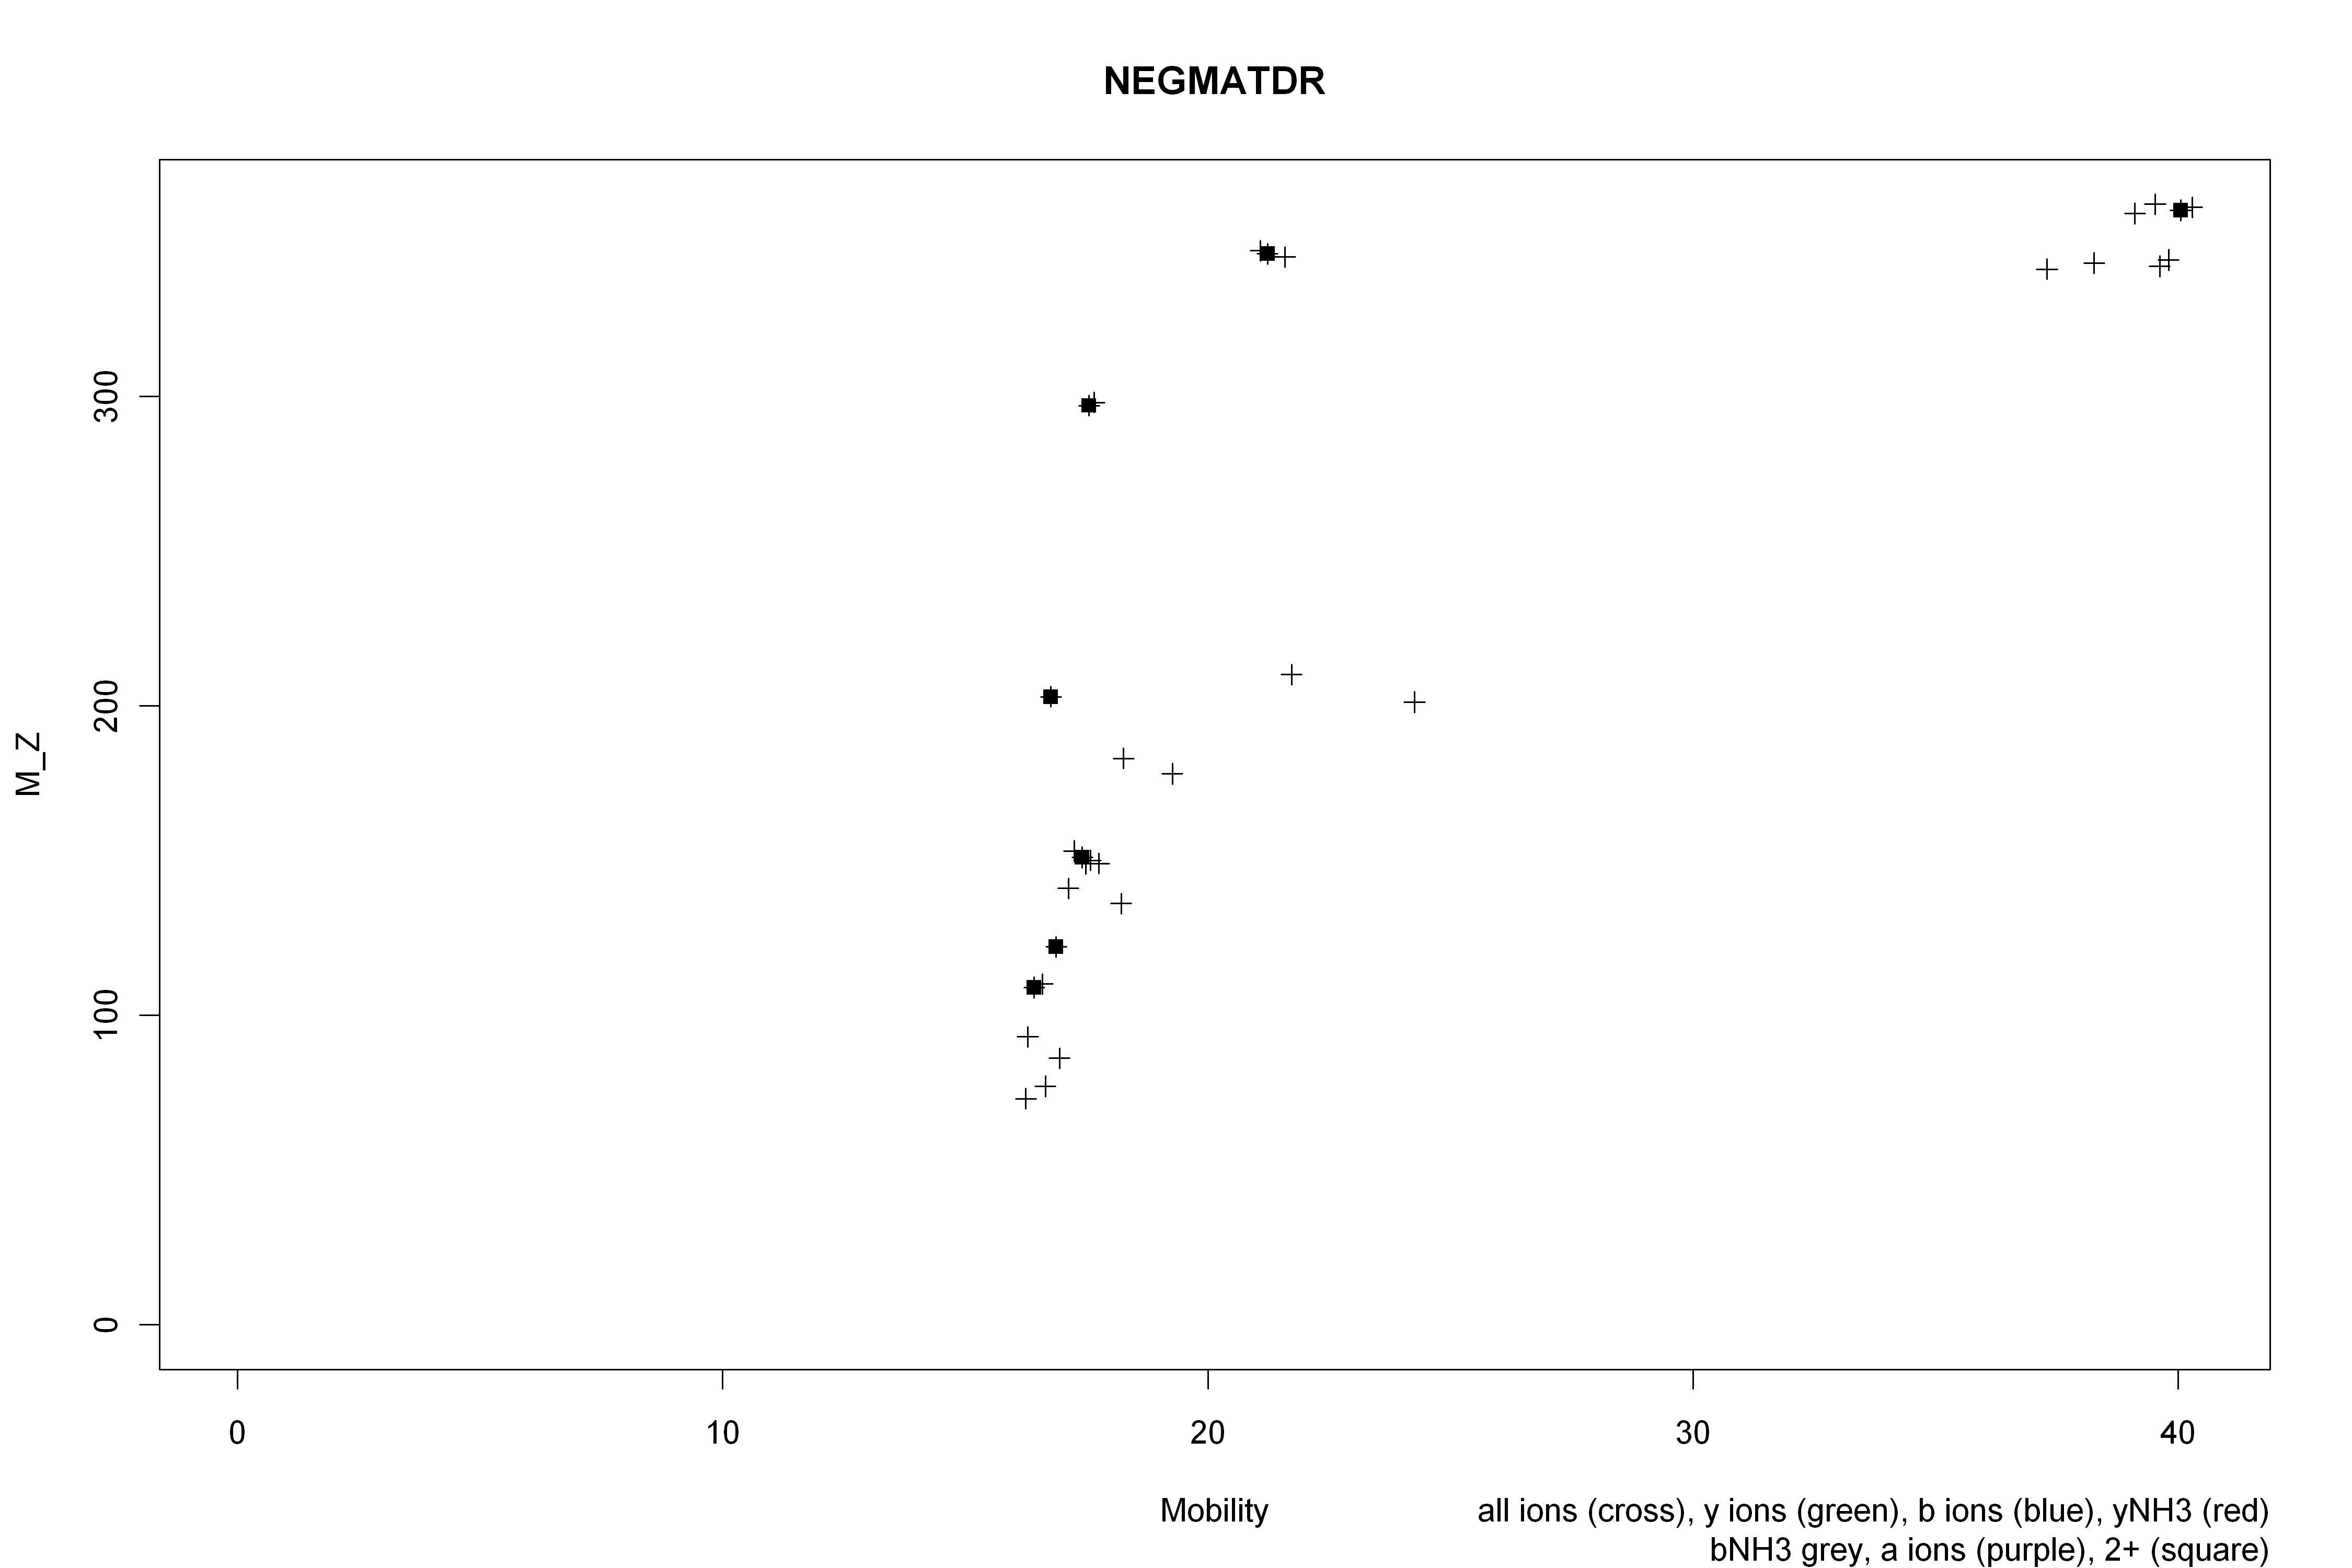 NEGMATDR
M_Z
300
200
100
0
0 10 20 30 40
Mobility
all ions (cross), y ions (green), b ions (blue), yNH3 (red)
bNH3 grey, a ions (purple), 2+ (square)